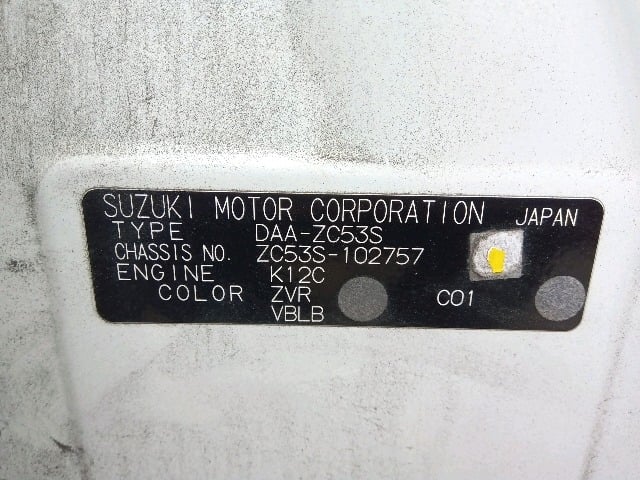 SUZUKI MOTOR CORPORATION JAPAN
TYPE DAA-ZC53S
CHASSIS NO. ZC53S-102757
ENGINE K12C
COLOR ZVR C01
VBLB